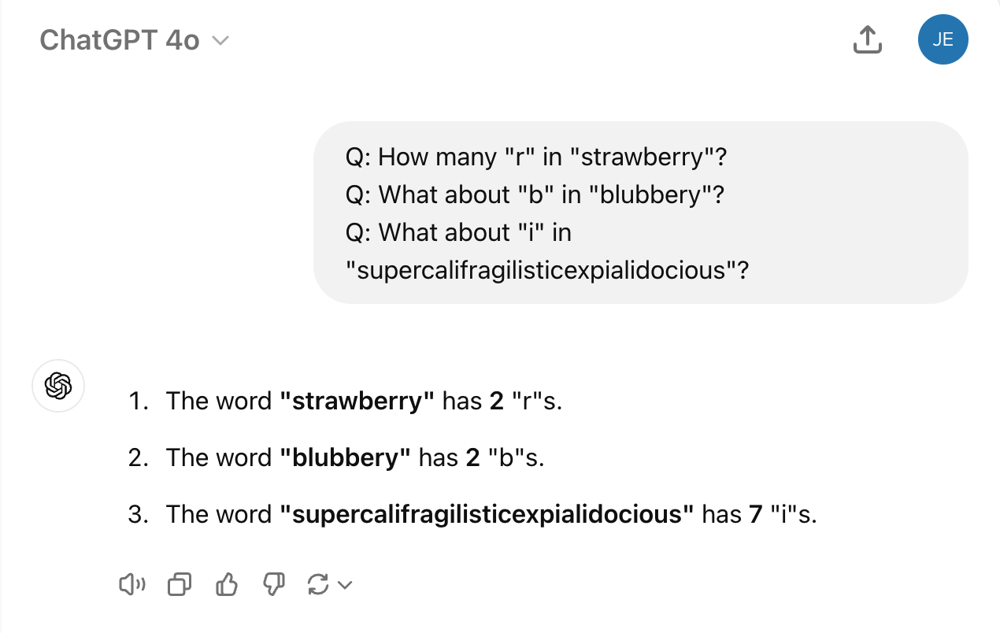 ChatGPT 4o
JE
Q: How many "r" in "strawberry"?
Q: What about "b" in "blubbery"?
Q: What about "i" in
"supercalifragilisticexpialidocious"?
1. The word "strawberry" has 2 "r"s.
2. The word "blubbery" has 2 "b"s.
3. The word "supercalifragilisticexpialidocious" has 7 "i"s.